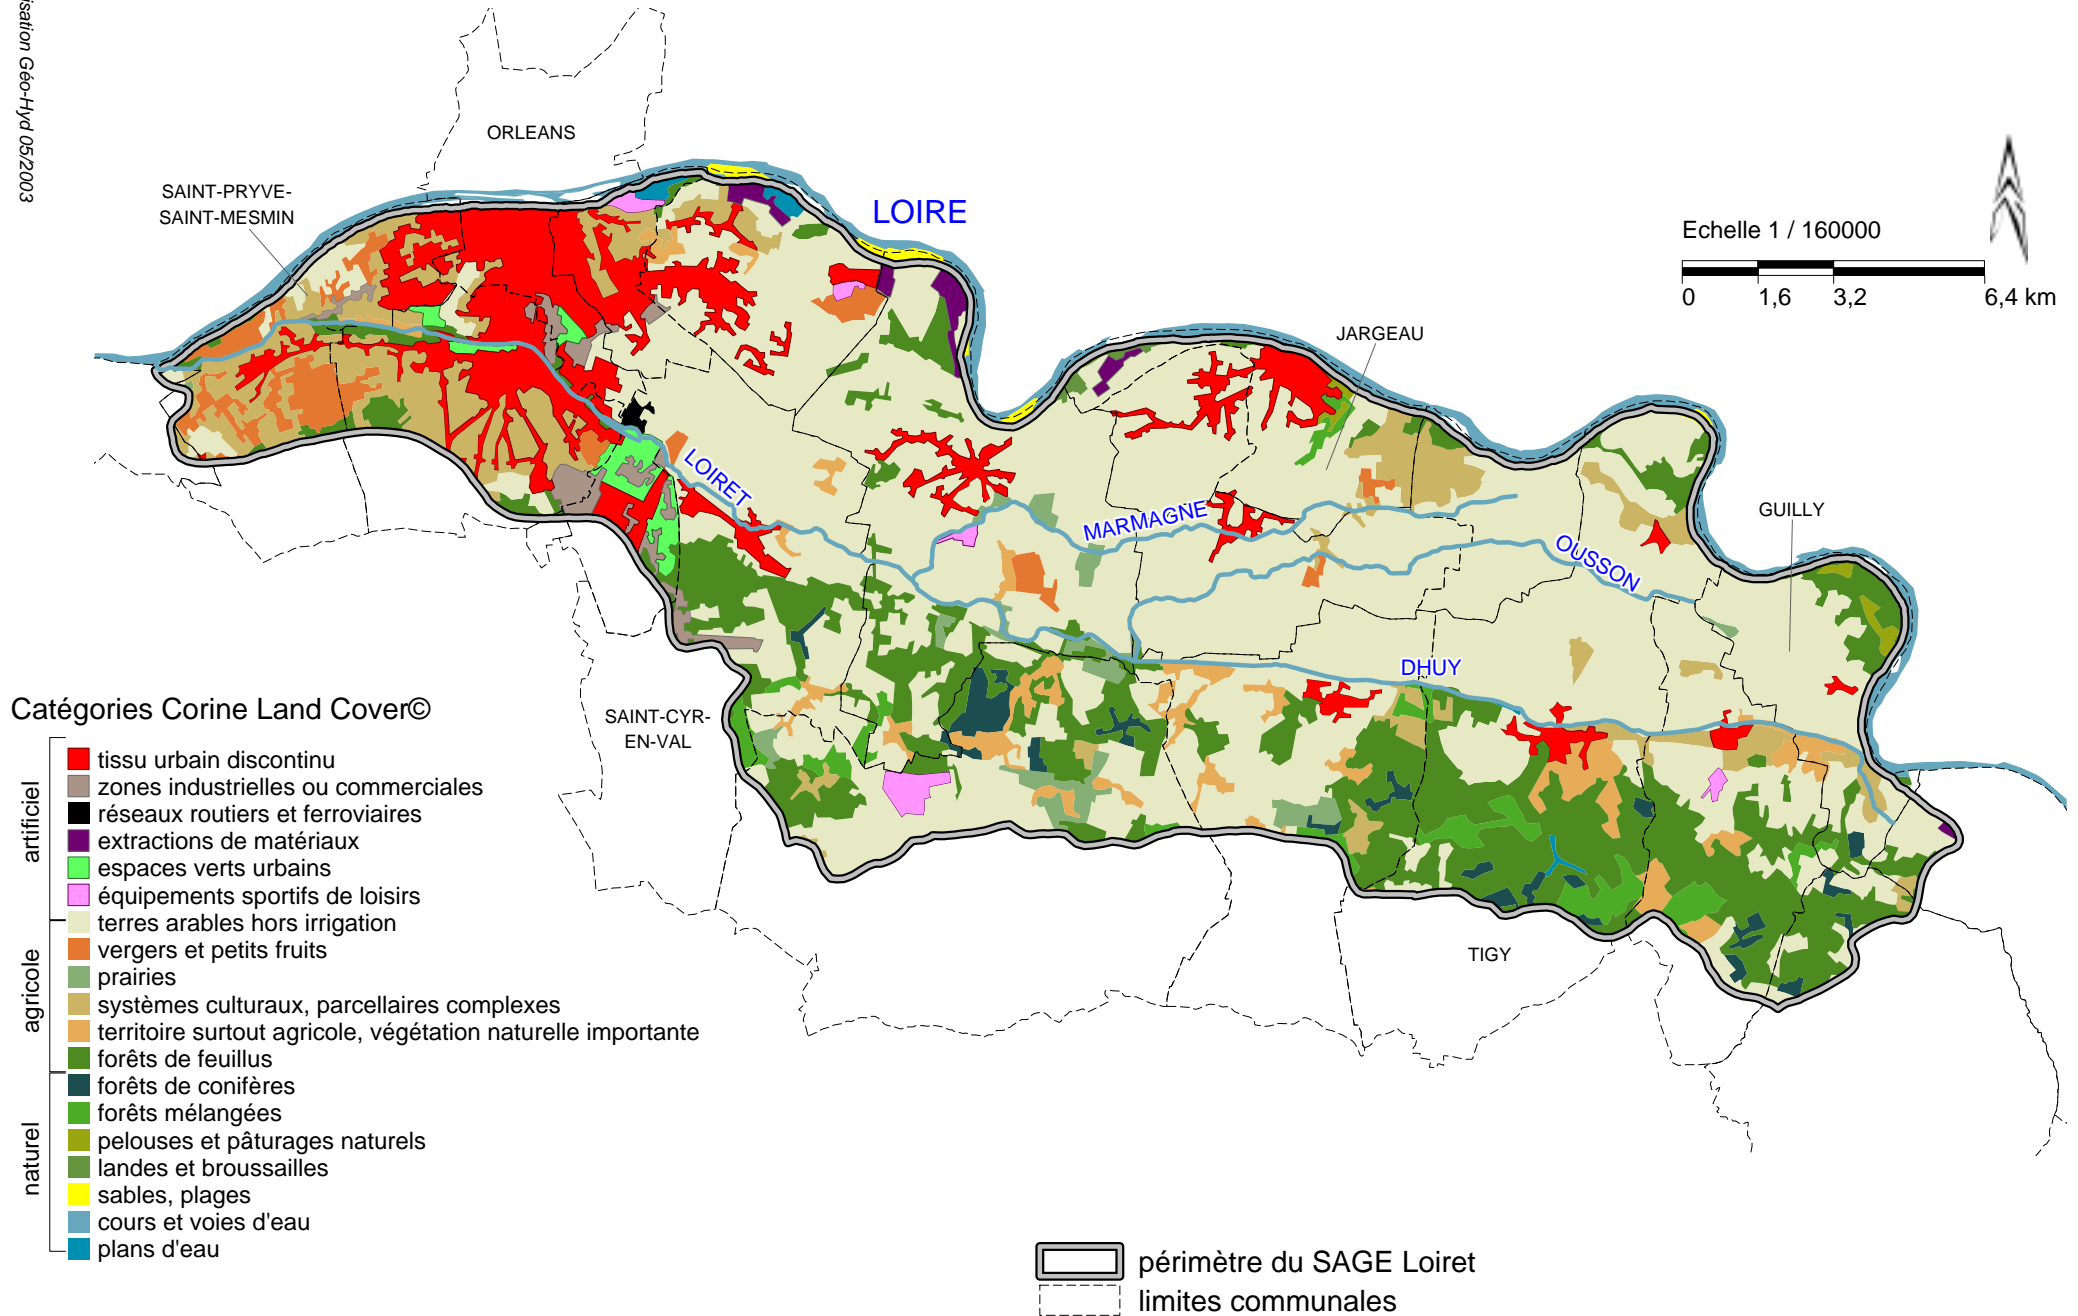 isation Géo-Hyd 05/2003
ORLEANS
SAINT-PRYVE-
SAINT-MESMIN
LOIRE
Echelle 1 / 160000
0 1,6 3,2 6,4 km
JARGEAU
LOIRET
MARMAGNE
GUILLY
OUSSON
DHUY
SAINT-CYR-
EN-VAL
TIGY
Catégories Corine Land Cover©
artificiel
tissu urbain discontinu
zones industrielles ou commerciales
réseaux routiers et ferroviaires
extractions de matériaux
espaces verts urbains
équipements sportifs de loisirs
agricole
terres arables hors irrigation
vergers et petits fruits
prairies
systèmes culturaux, parcellaires complexes
territoire surtout agricole, végétation naturelle importante
forêts de feuillus
naturel
forêts de conifères
forêts mélangées
pelouses et pâturages naturels
landes et broussailles
sables, plages
cours et voies d'eau
plans d'eau
périmètre du SAGE Loiret
limites communales